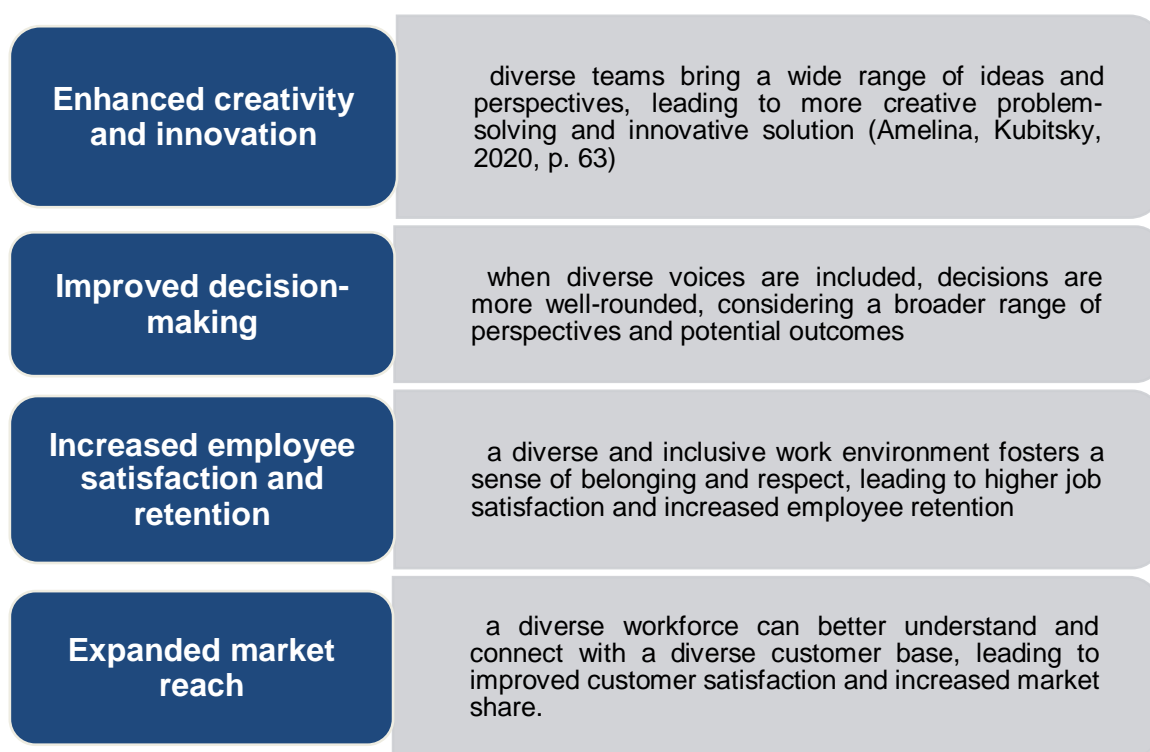 Enhanced creativity
and innovation
diverse teams bring a wide range of ideas and
perspectives, leading to more creative problem-
solving and innovative solution (Amelina, Kubitsky,
2020, p. 63)
Improved decision-
making
when diverse voices are included, decisions are
more well-rounded, considering a broader range of
perspectives and potential outcomes
Increased employee
satisfaction and
retention
a diverse and inclusive work environment fosters a
sense of belonging and respect, leading to higher job
satisfaction and increased employee retention
Expanded market
reach
a diverse workforce can better understand and
connect with a diverse customer base, leading to
improved customer satisfaction and increased market
share.